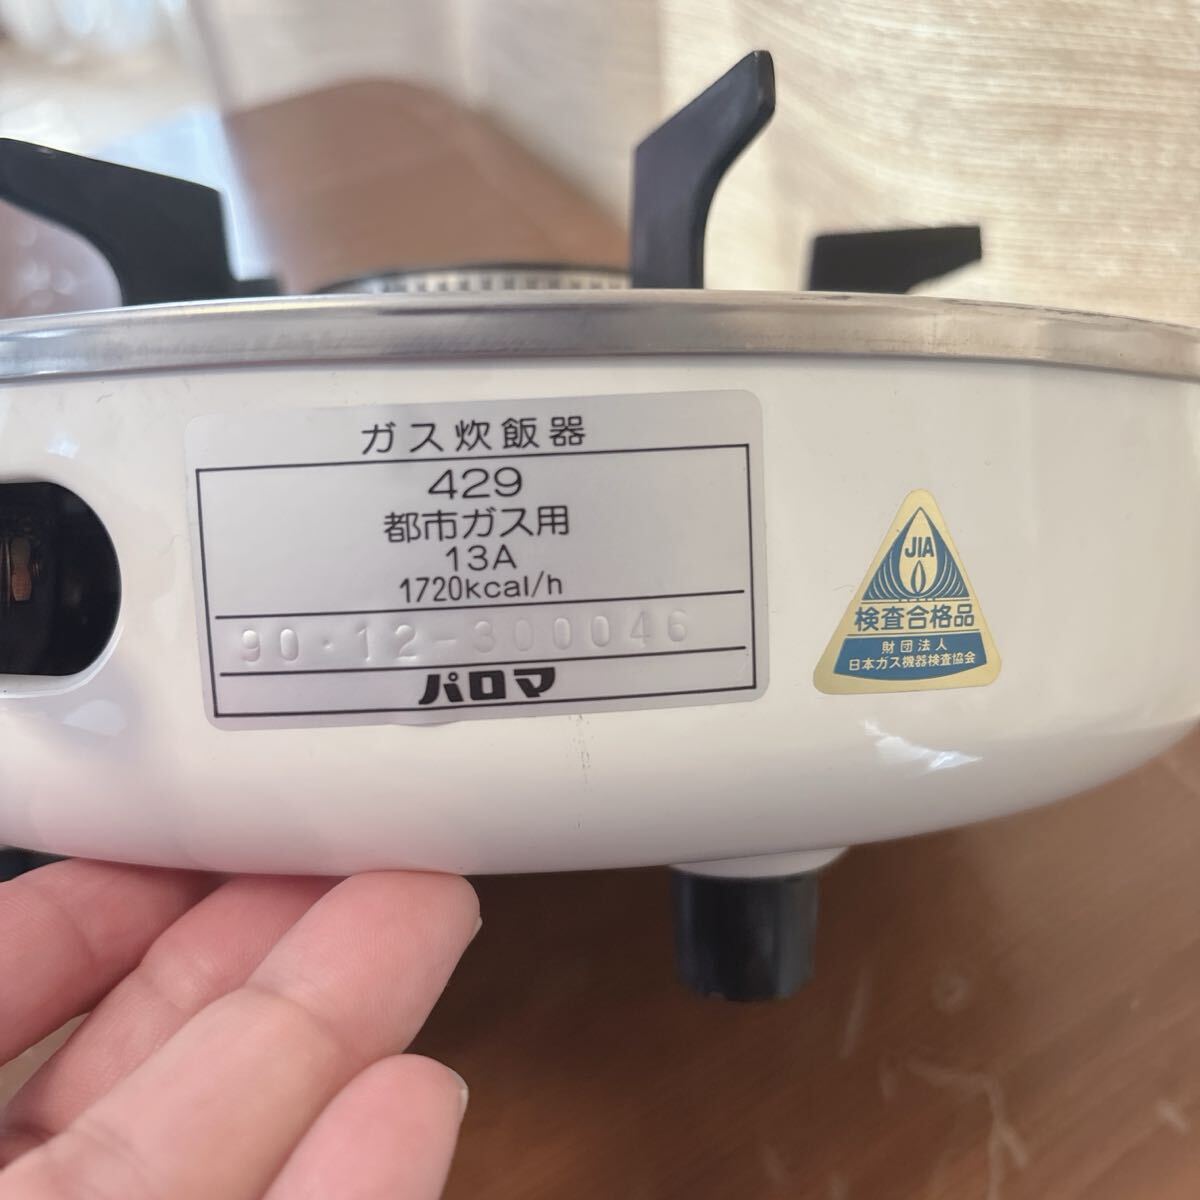 ガス炊飯器
429
都市ガス用
13A
1720kcal/h
90・12-300046
パロマ
JIA
検査合格品
財団法人
日本ガス機器検査協会